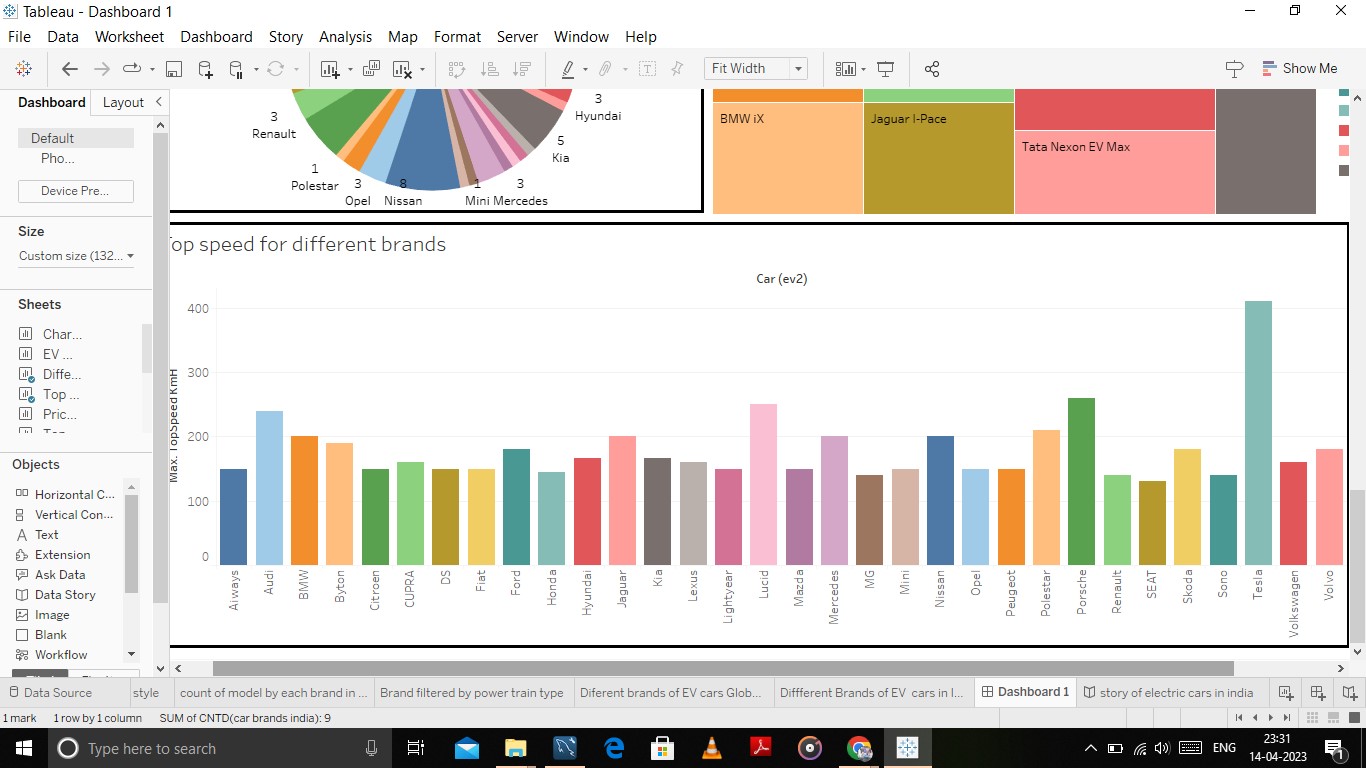 Tableau - Dashboard 1
File Data Worksheet Dashboard Story Analysis Map Format Server Window Help
Fit Width
Show Me
Dashboard Layout
Default
Pho...
Device Pre...
Size
Custom size (132...
Sheets
Char...
EV ...
Diffe...
Top ...
Pric...
Objects
Horizontal C...
Vertical Con...
Text
Extension
Ask Data
Data Story
Image
Blank
Workflow
3
Hyundai
3
Renault
5
Kia
1
Polestar
3
Opel
8
Nissan
1
Mini
3
Mercedes
BMW iX
Jaguar I-Pace
Tata Nexon EV Max
Top speed for different brands
Car (ev2)
Max. TopSpeed KmH
400
300
200
100
0
Aiways
Audi
BMW
Byton
Citroen
CUPRA
DS
Fiat
Ford
Honda
Hyundai
Jaguar
Kia
Lexus
Lightyear
Lucid
Mazda
Mercedes
MG
Mini
Nissan
Opel
Peugeot
Polestar
Porsche
Renault
SEAT
Skoda
Sono
Tesla
Volkswagen
Volvo
Data Source style count of model by each brand in ... Brand filtered by power train type Diferent brands of EV cars Glob... Diffferent Brands of EV cars in I... Dashboard 1 story of electric cars in india
1 mark 1 row by 1 column SUM of CNTD(car brands india): 9
Type here to search
ENG
23:31
14-04-2023
1